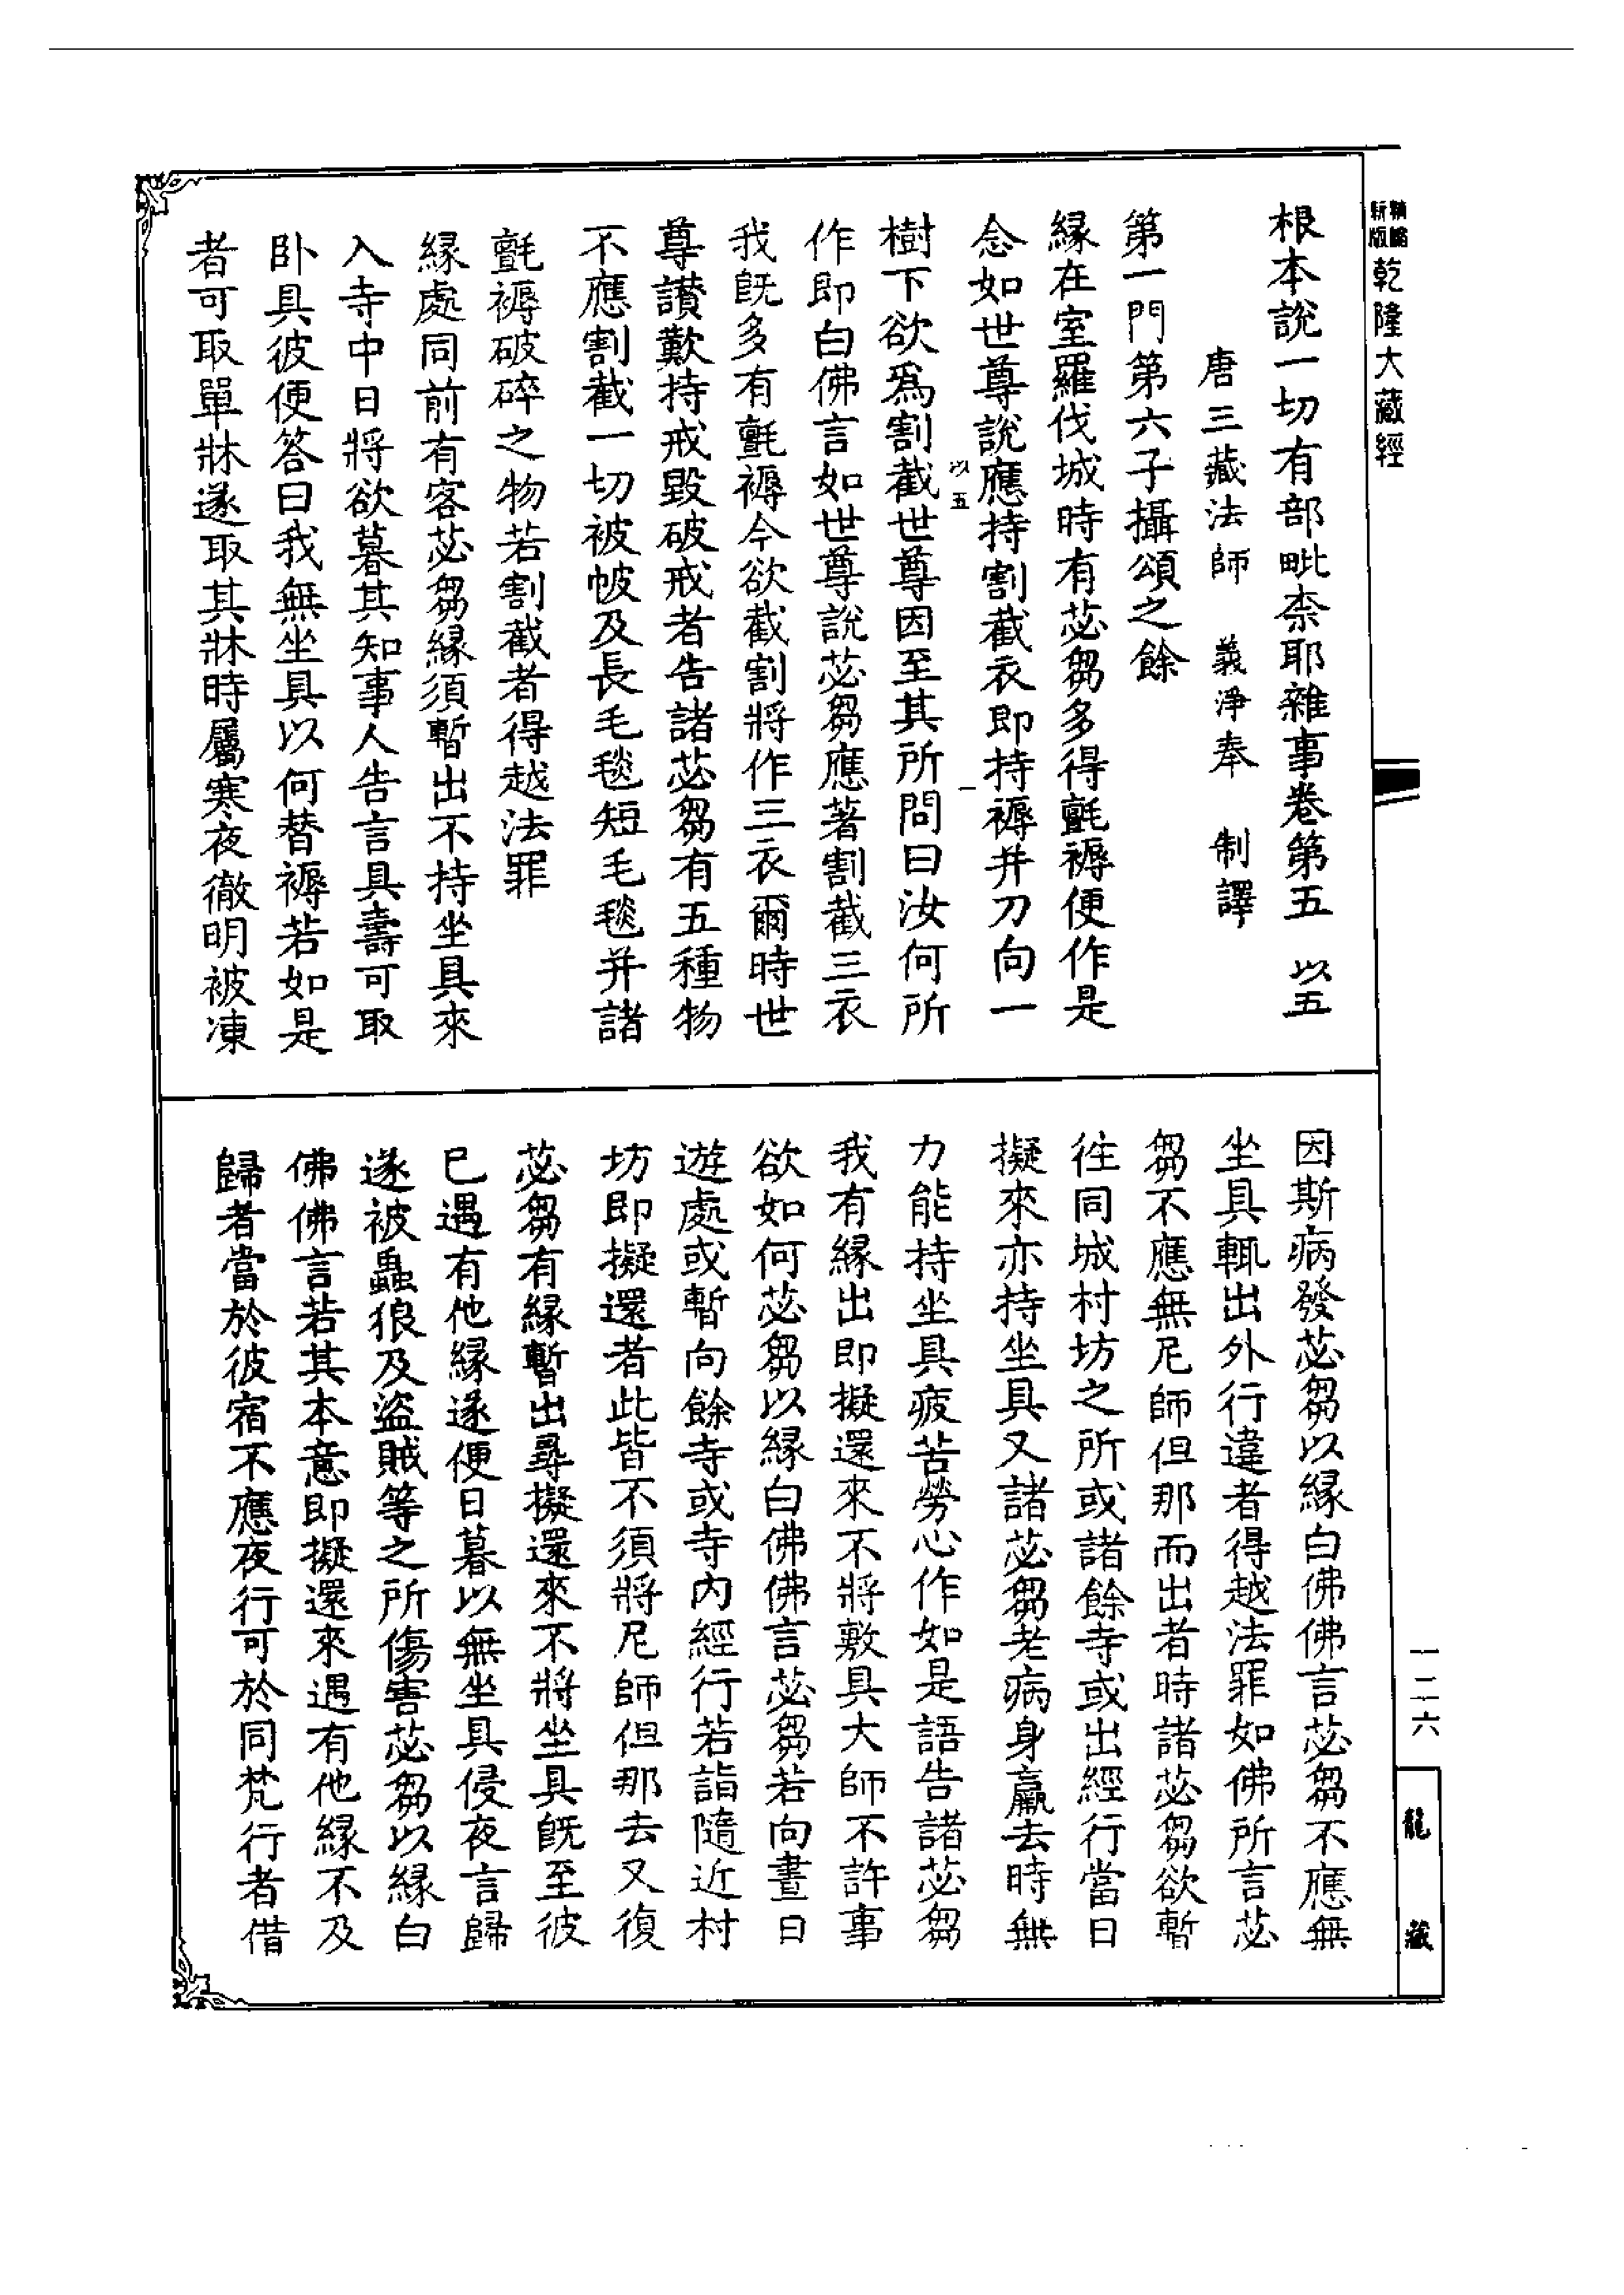 新版
精縮
乾隆大藏經
根本說一切有部毗奈耶雜事卷第五　以五
唐三藏法師　義淨奉　制譯
第一門第六子攝頌之餘
緣在室羅伐城時有苾芻多得氈褥便作是
念如世尊說應持割截衣即持褥并刀向一
以五
一
樹下欲爲割截世尊因至其所問曰汝何所
作即白佛言如世尊說苾芻應著割截三衣
我旣多有氈褥今欲截割將作三衣爾時世
尊讃歎持戒毀破戒者告諸苾芻有五種物
不應割截一切被帔及長毛毯短毛毯并諸
氈褥破碎之物若割截者得越法罪
緣處同前有客苾芻緣須暫出不持坐具來
入寺中日將欲暮其知事人告言具壽可取
卧具彼便答曰我無坐具以何替褥若如是
者可取單牀遂取其牀時屬寒夜徹明被凍
因斯病發苾芻以緣白佛佛言苾芻不應無
坐具輒出外行違者得越法罪如佛所言苾
芻不應無尼師但那而出者時諸苾芻欲暫
往同城村坊之所或諸餘寺或出經行當日
擬來亦持坐具又諸苾芻老病身羸去時無
力能持坐具疲苦勞心作如是語告諸苾芻
我有緣出即擬還來不將敷具大師不許事
欲如何苾芻以緣白佛佛言苾芻若向晝日
遊處或暫向餘寺或寺內經行若詣隨近村
坊即擬還者此皆不須將尼師但那去又復
苾芻有緣暫出尋擬還來不將坐具旣至彼
已遇有他緣遂便日暮以無坐具侵夜言歸
遂被蟲狼及盜賊等之所傷害苾芻以緣白
佛佛言若其本意即擬還來遇有他緣不及
歸者當於彼宿不應夜行可於同梵行者借
一二六
龍藏